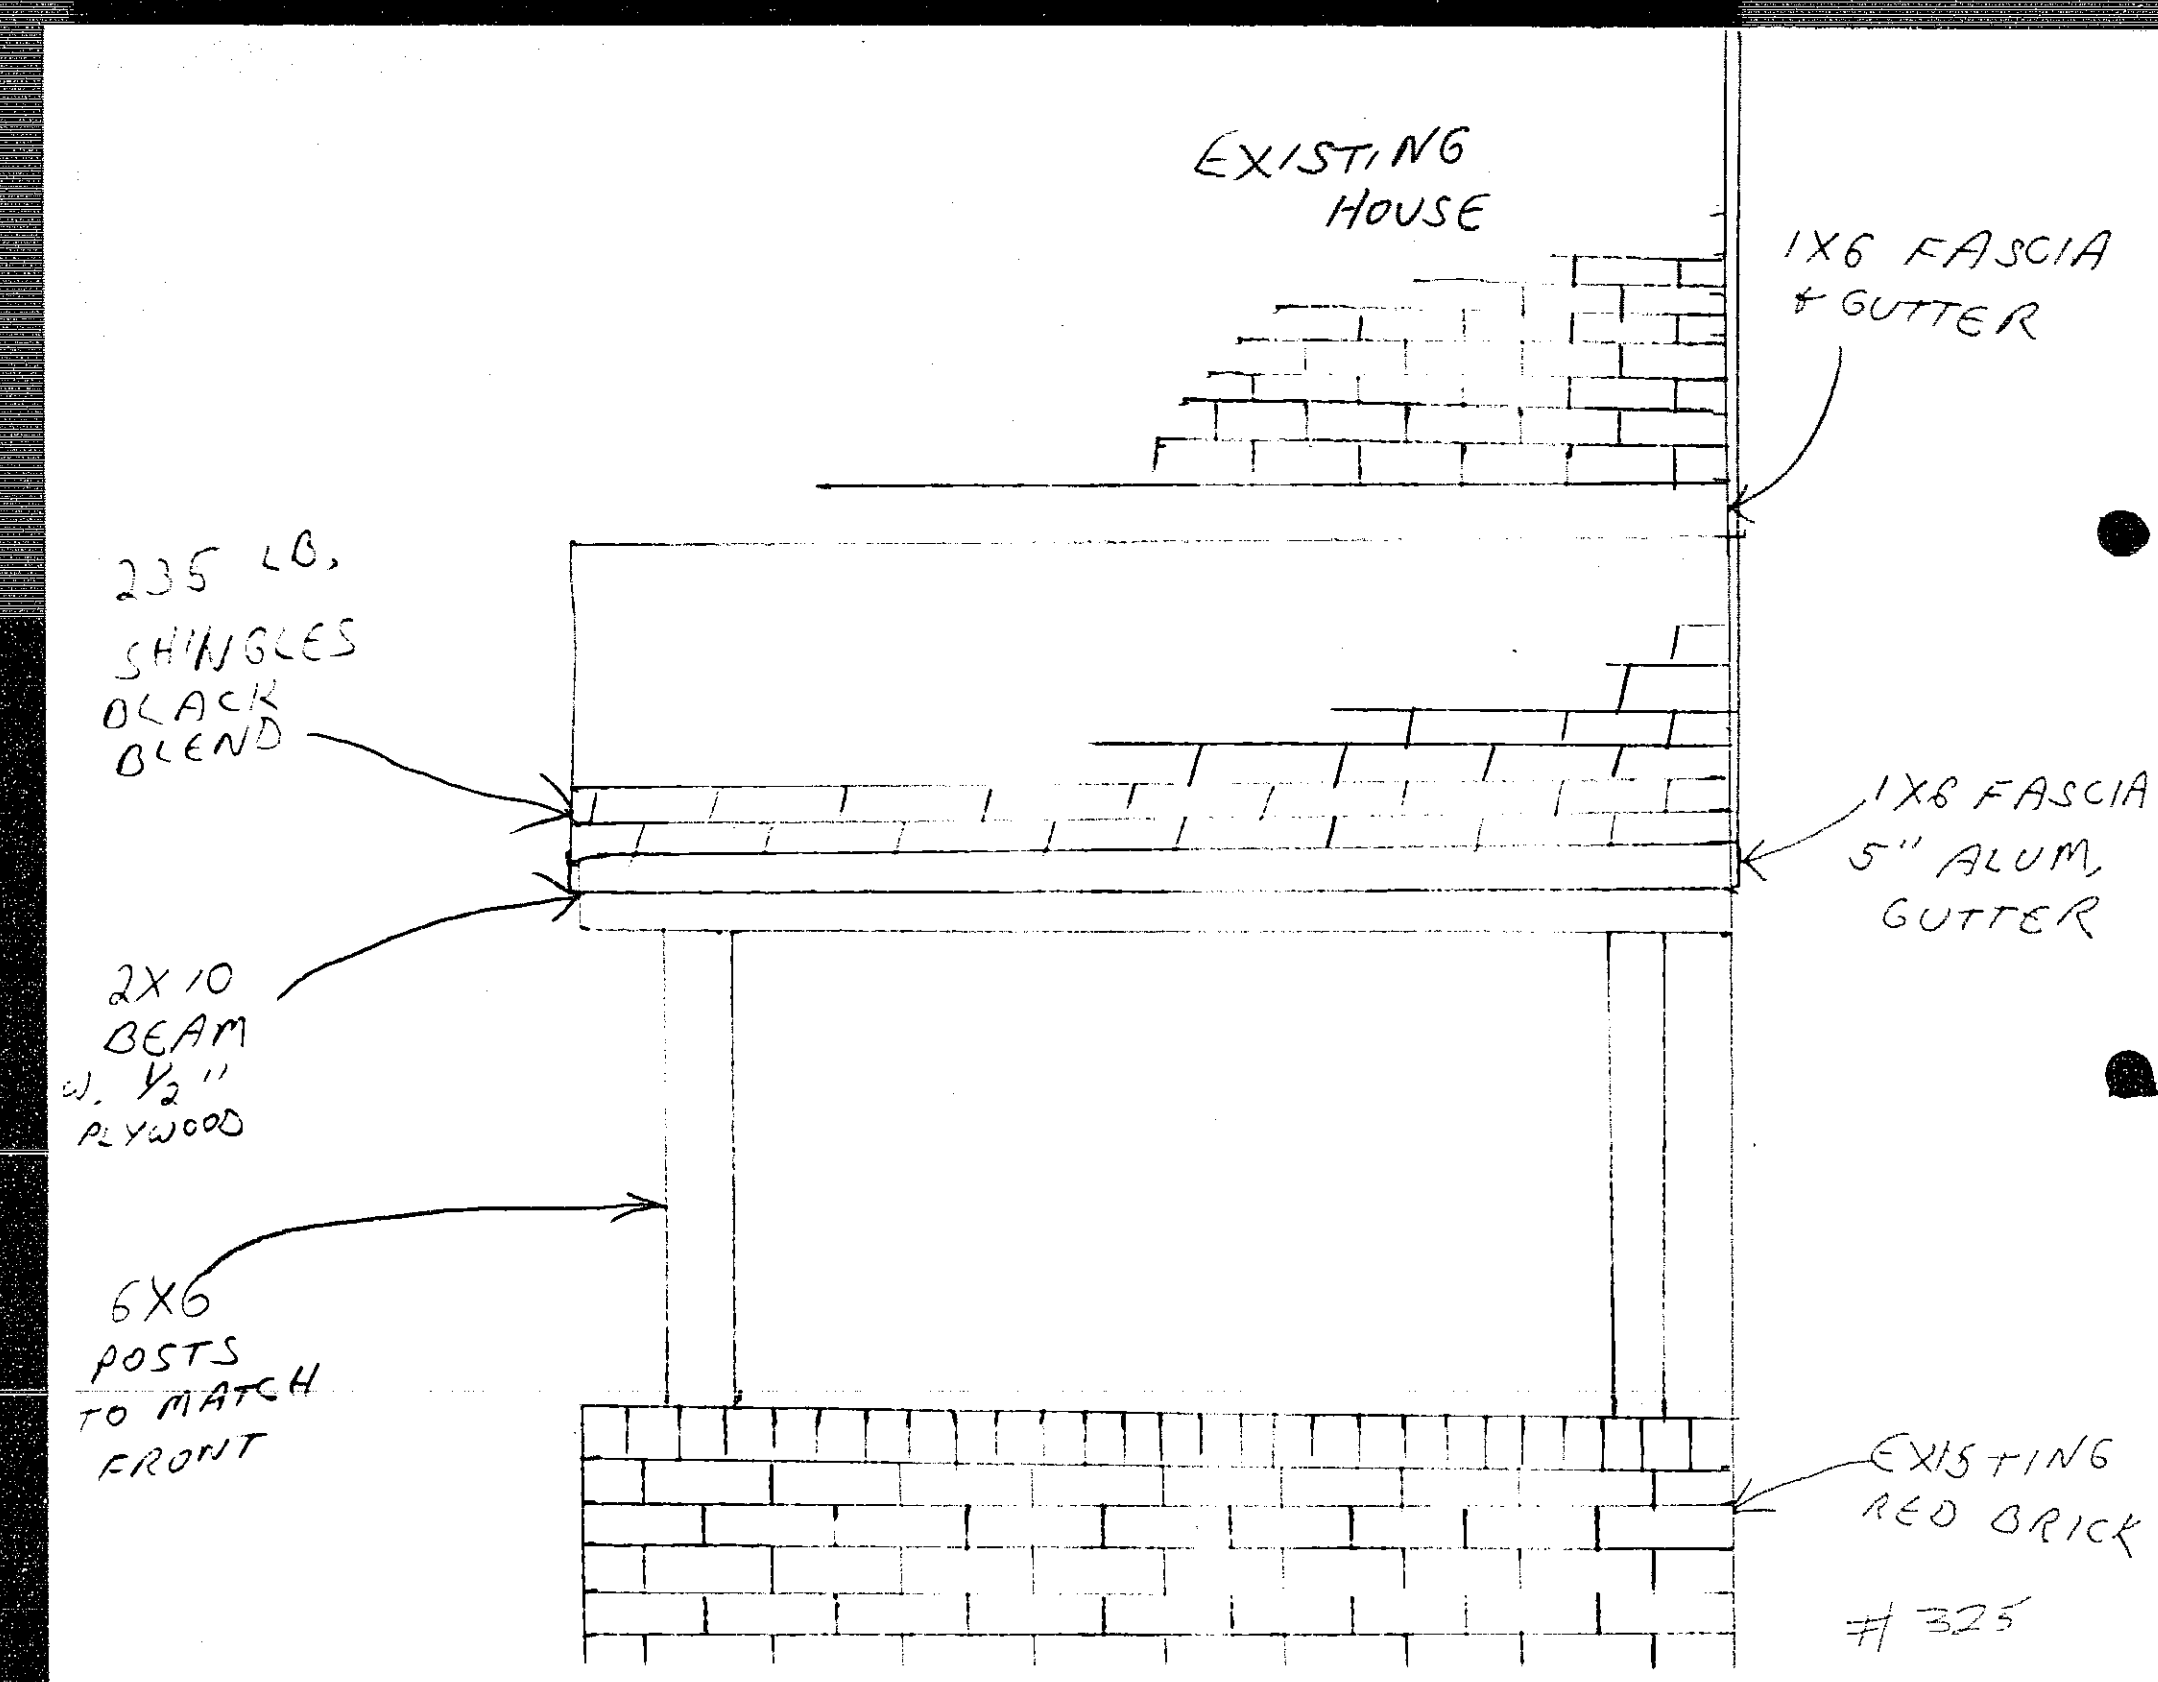 EXISTING
HOUSE
1X6 FASCIA
& GUTTER
235 LB.
SHINGLES
BLACK
BLEND
1X6 FASCIA
5" ALUM.
GUTTER
2X10
BEAM
W. 1/2"
PLYWOOD
6X6
POSTS
TO MATCH
FRONT
EXISTING
RED BRICK
# 325